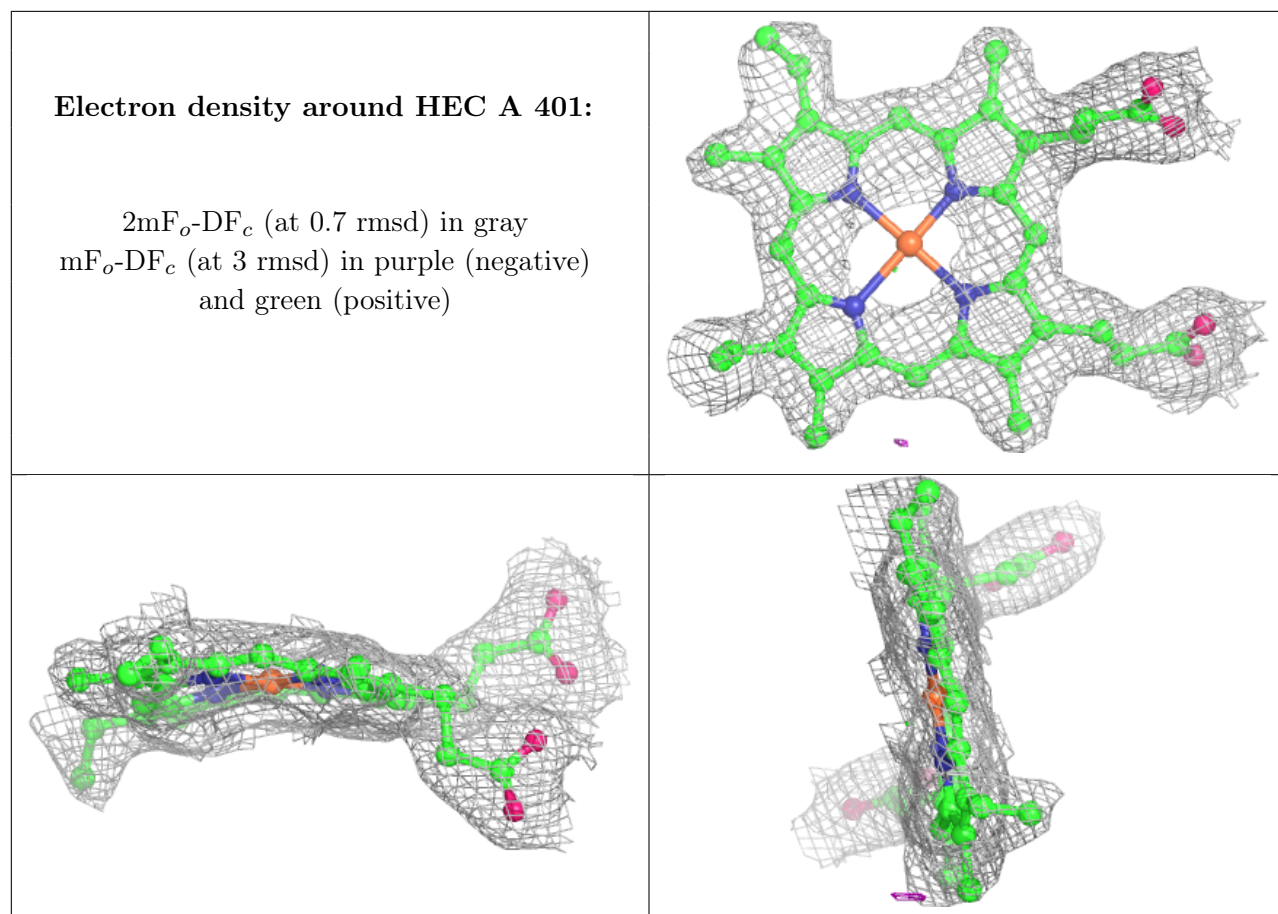 Electron density around HEC A 401:
2mFo-DFc (at 0.7 rmsd) in gray
mFo-DFc (at 3 rmsd) in purple (negative)
and green (positive)